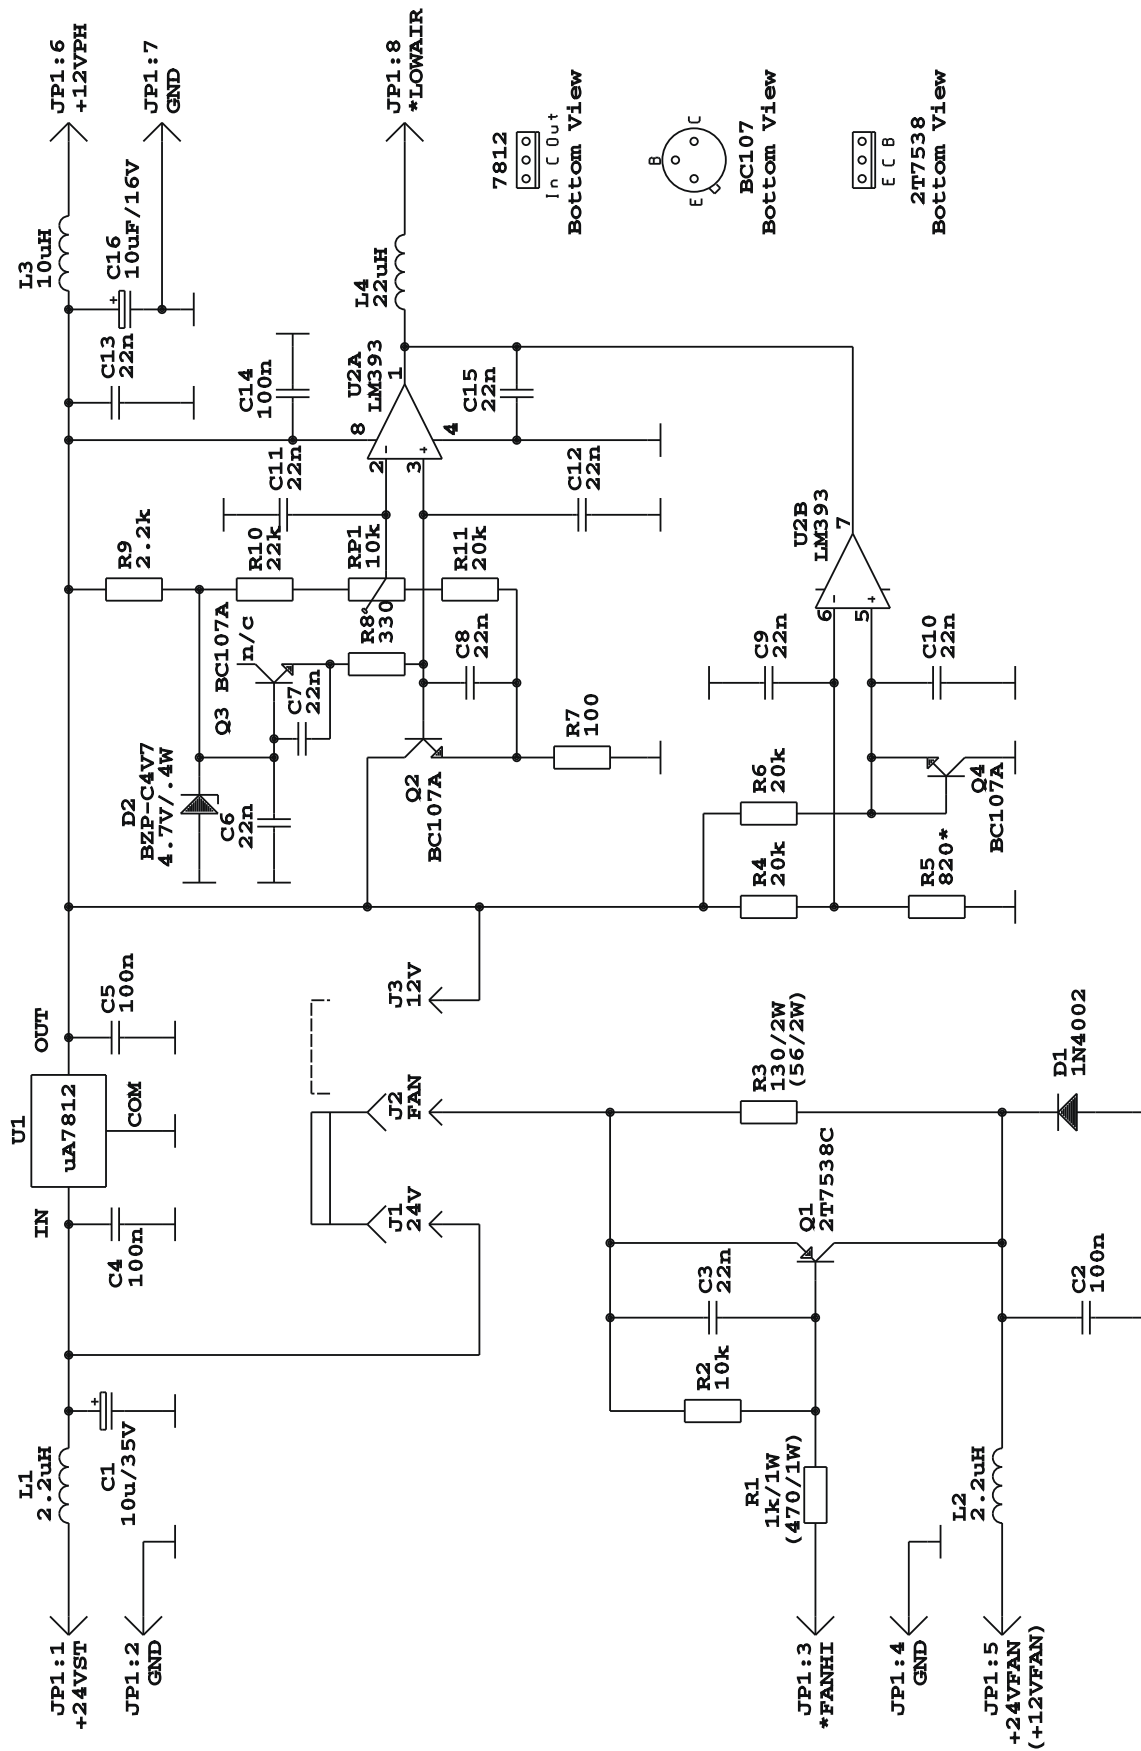 JP1:1
+24VST
JP1:2
GND
L1
2.2uH
C1
10u/35V
+
C4
100n
IN
U1
uA7812
COM
OUT
C5
100n
J1
24V
J2
FAN
J3
12V
JP1:3
*FANHI
JP1:4
GND
JP1:5
+24VFAN
(+12VFAN)
R1
1k/1W
(470/1W)
L2
2.2uH
R2
10k
C3
22n
Q1
2T7538C
C2
100n
R3
130/2W
(56/2W)
D1
1N4002
D2
BZP-C4V7
4.7V/.4W
C6
22n
Q3
BC107A
n/c
C7
22n
R9
2.2k
R10
22k
RP1
10k
R11
20k
R8
330
C8
22n
Q2
BC107A
R7
100
C11
22n
C12
22n
C14
100n
C13
22n
C16
10uF/16V
+
L3
10uH
JP1:6
+12VPH
JP1:7
GND
U2A
LM393
8
2
3
4
1
-
+
C15
22n
L4
22uH
JP1:8
*LOWAIR
R4
20k
R6
20k
R5
820*
Q4
BC107A
C9
22n
C10
22n
U2B
LM393
6
5
7
-
+
7812
In C Out
Bottom View
E
B
C
BC107
Bottom View
E C B
2T7538
Bottom View